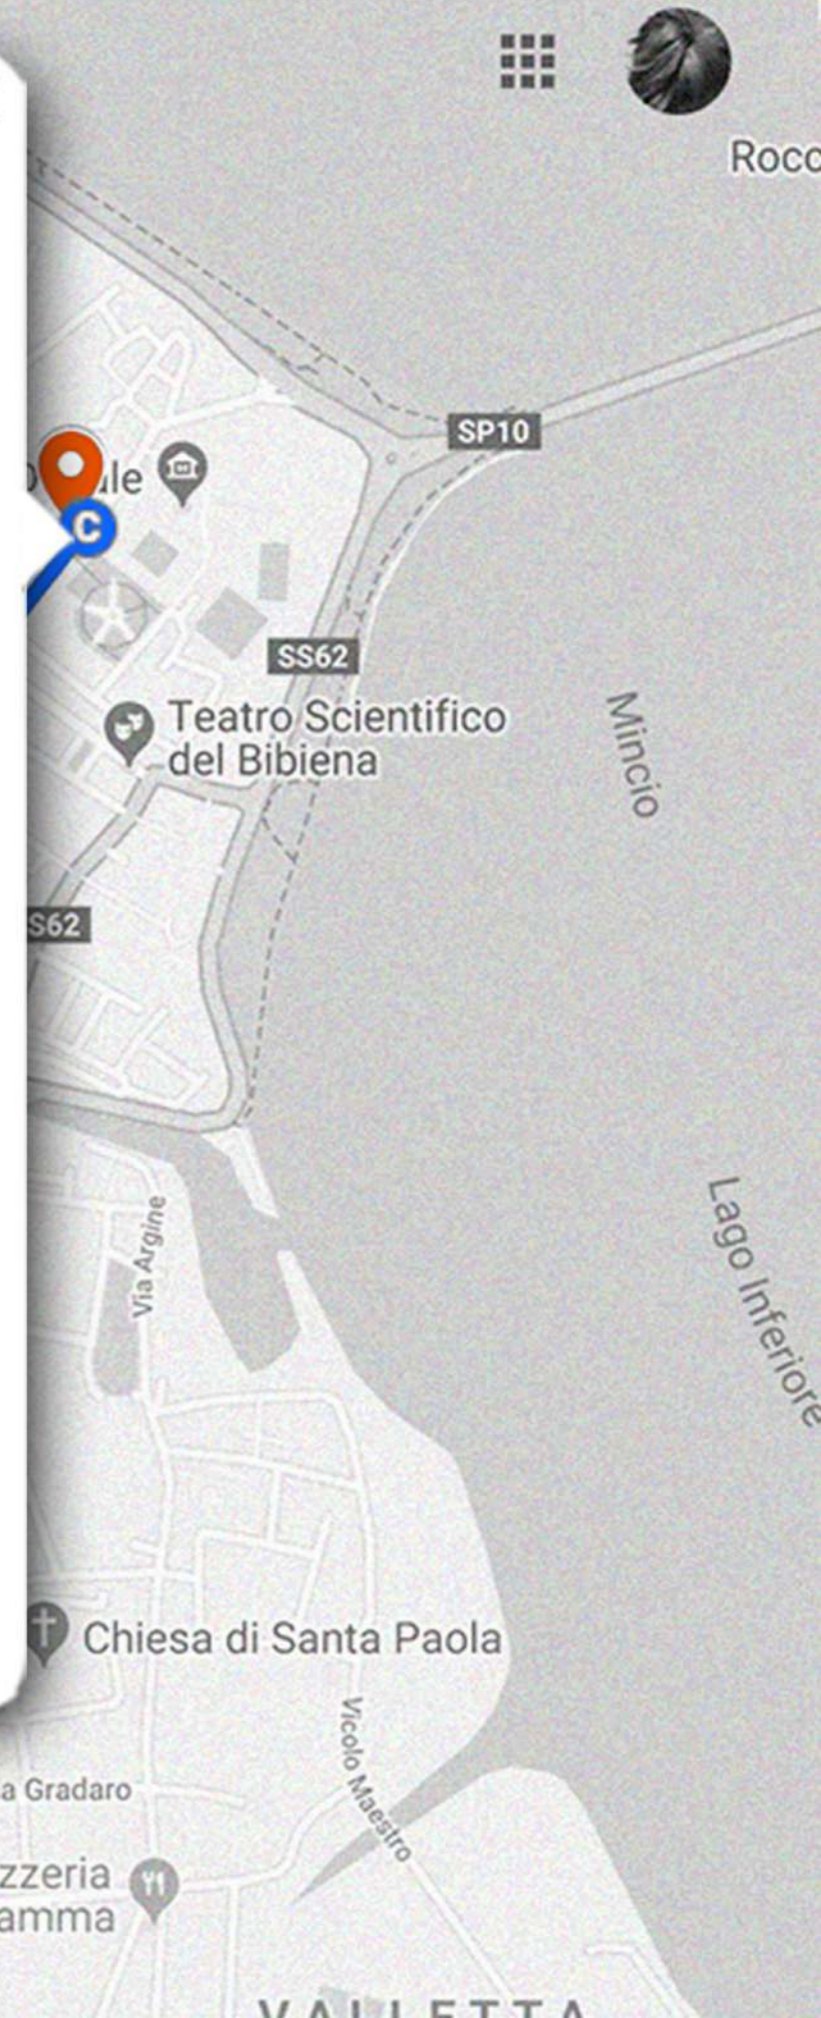 Rocc
SP10
ale
C
SS62
Teatro Scientifico
del Bibiena
Mincio
S62
Via Argine
Lago Inferiore
Chiesa di Santa Paola
Vicolo Maestro
a Gradaro
zzeria
amma
VALLETTA